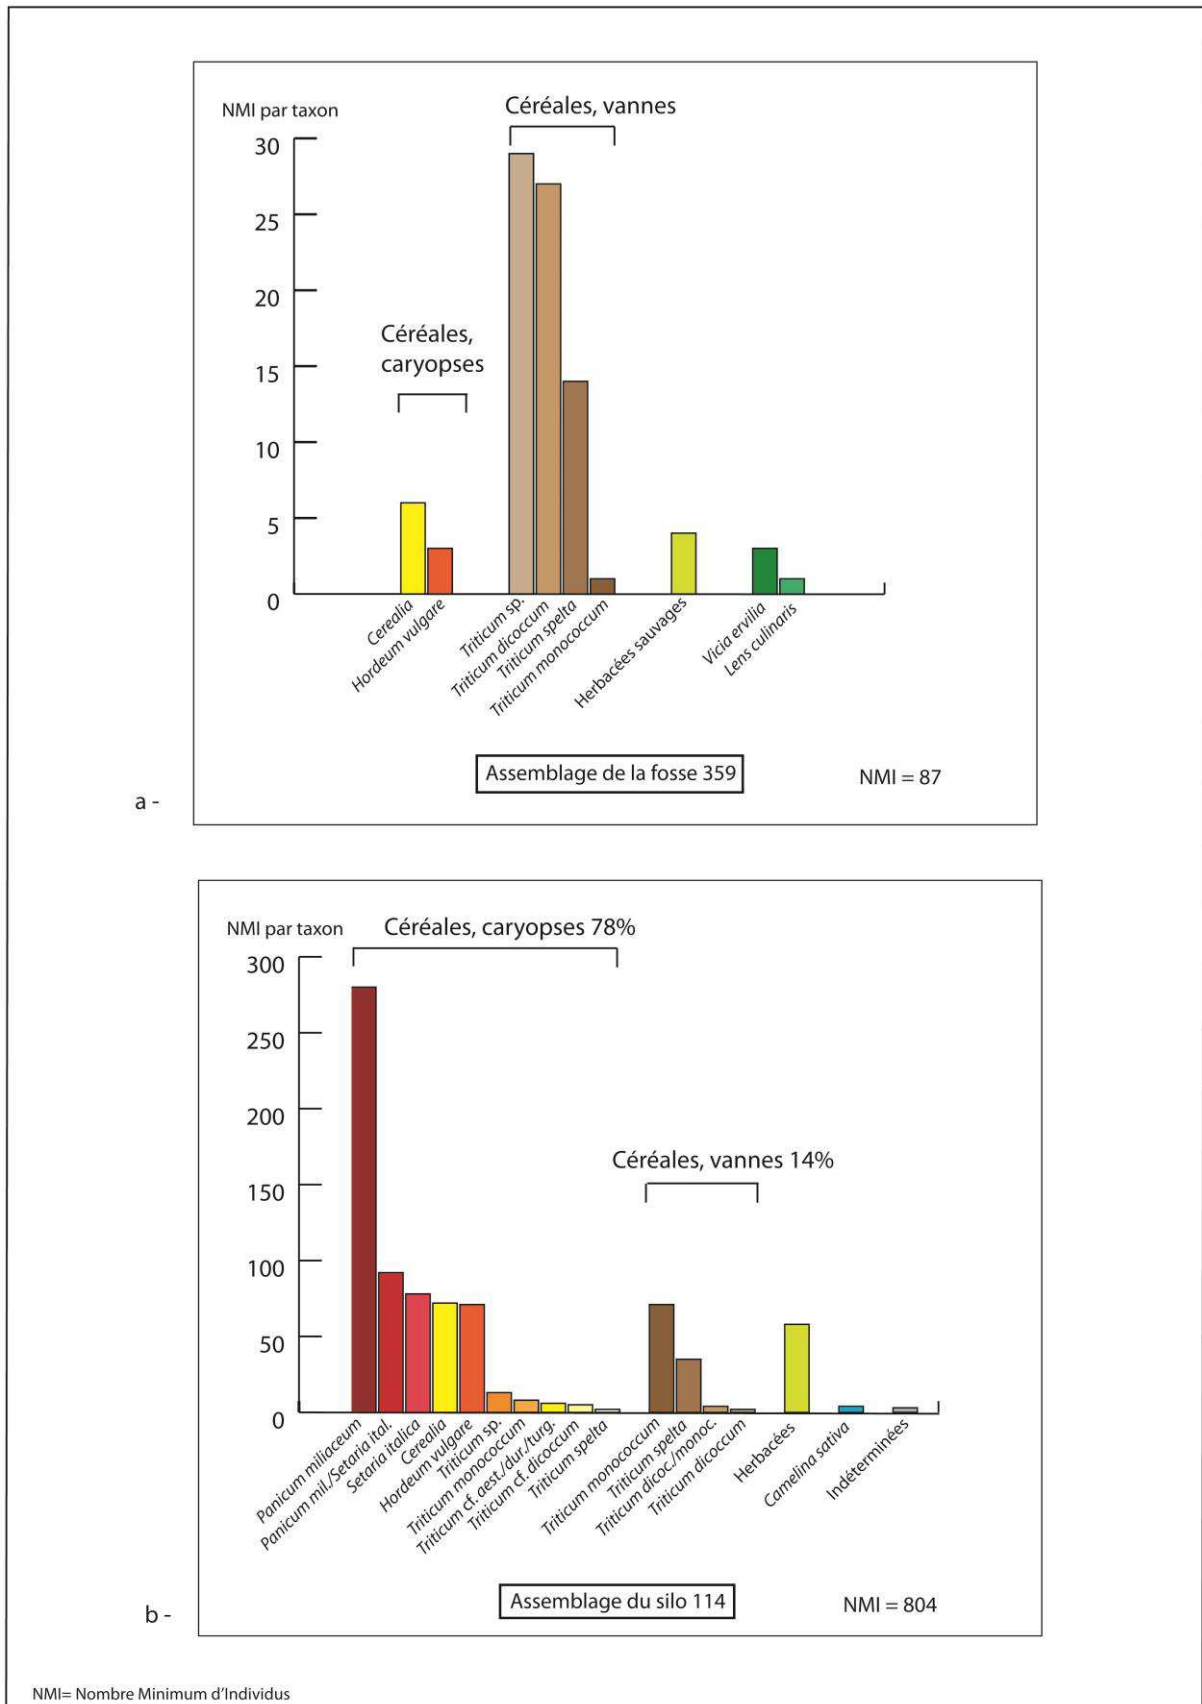 NMI par taxon
Céréales, vannes
30
25
20
15
10
5
0
Céréales,
caryopses
Cerealia
Hordeum vulgare
Triticum sp.
Triticum dicoccum
Triticum spelta
Triticum monococcum
Herbacées sauvages
Vicia ervilia
Lens culinaris
Assemblage de la fosse 359
NMI = 87
a -
NMI par taxon
Céréales, caryopses 78%
300
250
200
150
100
50
0
Céréales, vannes 14%
Panicum miliaceum
Panicum mil./Setaria ital.
Setaria italica
Cerealia
Hordeum vulgare
Triticum sp.
Triticum monococcum
Triticum cf. aest./dur./turg.
Triticum cf. dicoccum
Triticum spelta
Triticum monococcum
Triticum spelta
Triticum dicoc./monoc.
Triticum dicoccum
Herbacées
Camelina sativa
Indéterminées
Assemblage du silo 114
NMI = 804
b -
NMI= Nombre Minimum d'Individus